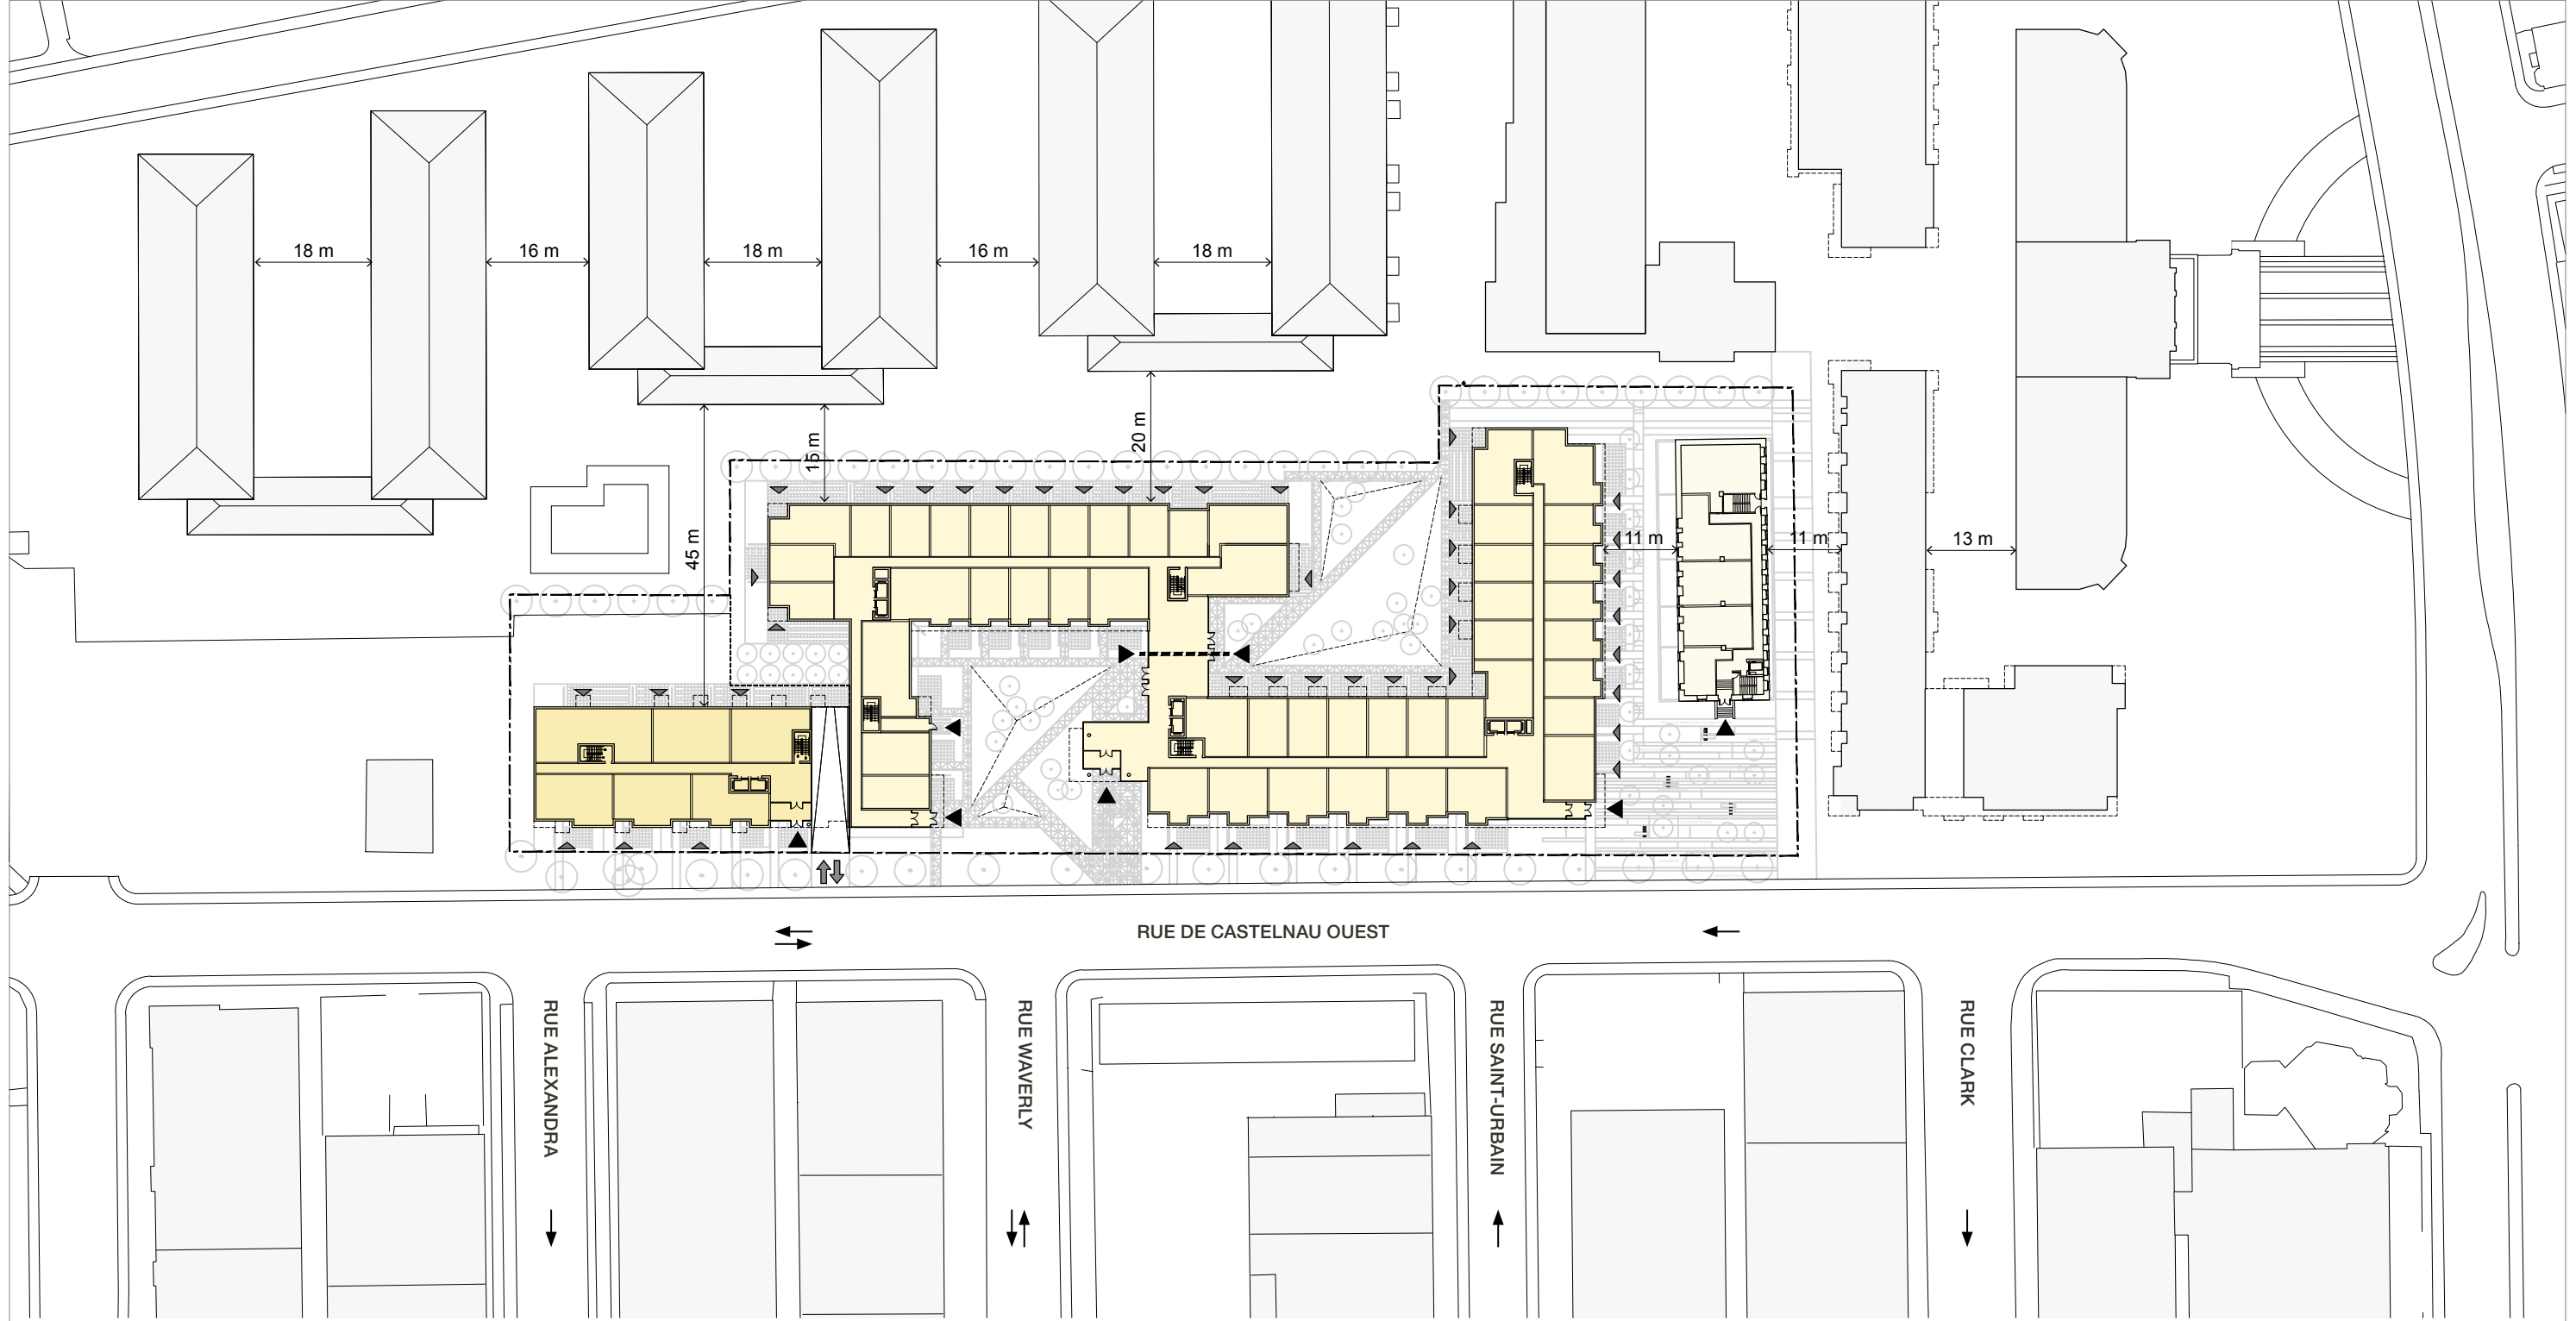 18 m
16 m
18 m
16 m
18 m
15 m
20 m
45 m
11 m
11 m
13 m
RUE DE CASTELNAU OUEST
RUE ALEXANDRA
RUE WAVERLY
RUE SAINT-URBAIN
RUE CLARK